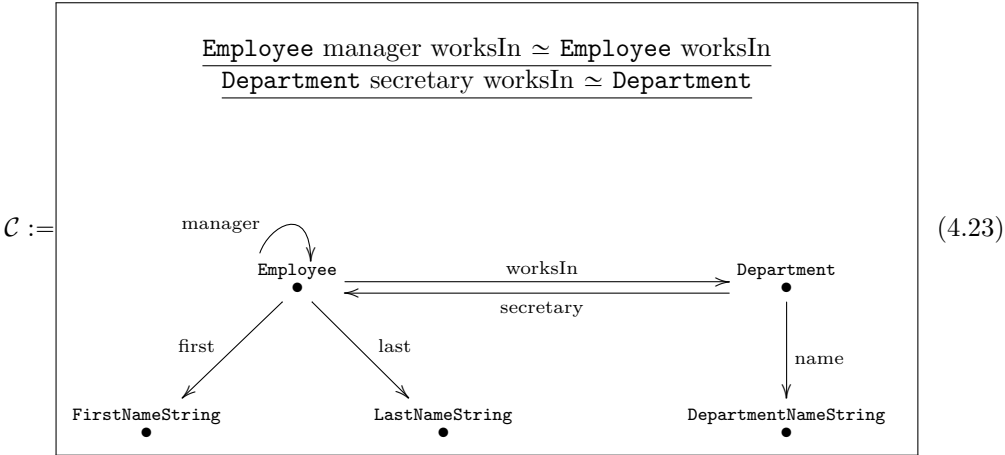 Employee manager worksIn ≃ Employee worksIn
Department secretary worksIn ≃ Department
𝒞 :=
(4.23)
manager
Employee
worksIn
Department
secretary
first
last
name
FirstNameString
LastNameString
DepartmentNameString